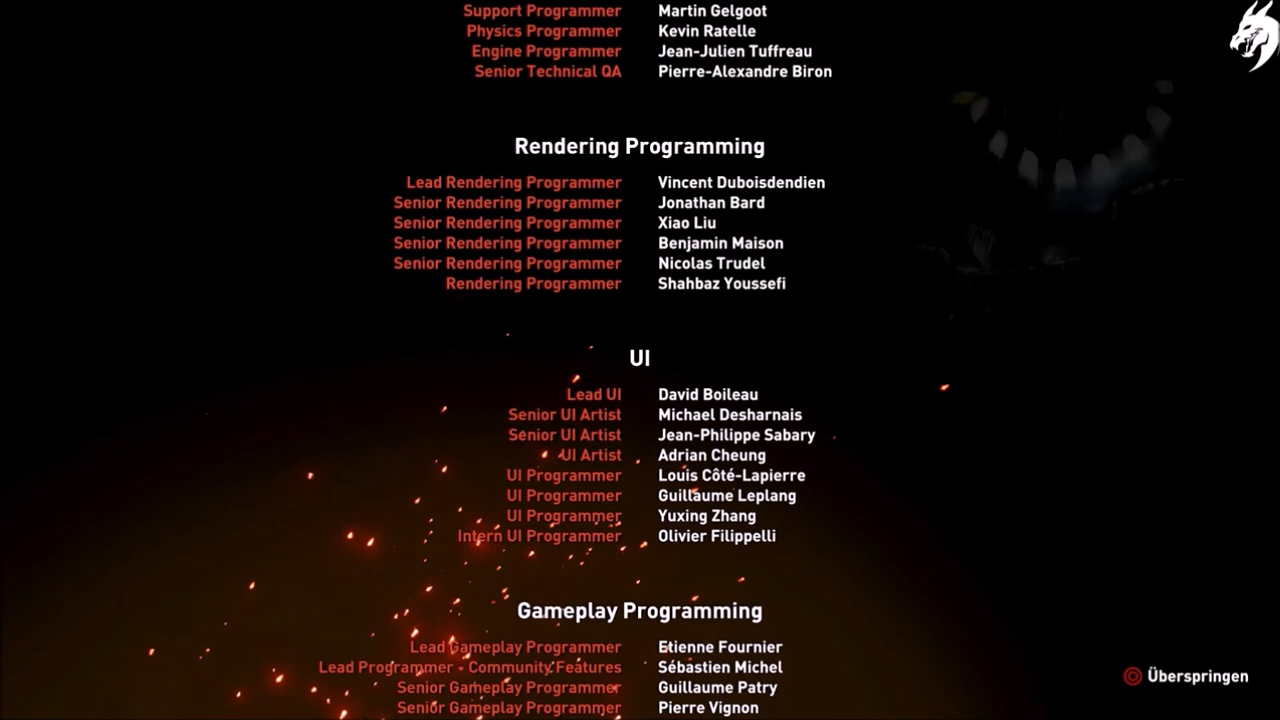 Support Programmer Martin Gelgoot
Physics Programmer Kevin Ratelle
Engine Programmer Jean-Julien Tuffreau
Senior Technical QA Pierre-Alexandre Biron
Rendering Programming
Lead Rendering Programmer Vincent Duboisdendien
Senior Rendering Programmer Jonathan Bard
Senior Rendering Programmer Xiao Liu
Senior Rendering Programmer Benjamin Maison
Senior Rendering Programmer Nicolas Trudel
Rendering Programmer Shahbaz Youssefi
UI
Lead UI David Boileau
Senior UI Artist Michael Desharnais
Senior UI Artist Jean-Philippe Sabary
UI Artist Adrian Cheung
UI Programmer Louis Côté-Lapierre
UI Programmer Guillaume Leplang
UI Programmer Yuxing Zhang
Intern UI Programmer Olivier Filippelli
Gameplay Programming
Lead Gameplay Programmer Etienne Fournier
Lead Programmer - Community Features Sébastien Michel
Senior Gameplay Programmer Guillaume Patry
Senior Gameplay Programmer Pierre Vignon
Überspringen